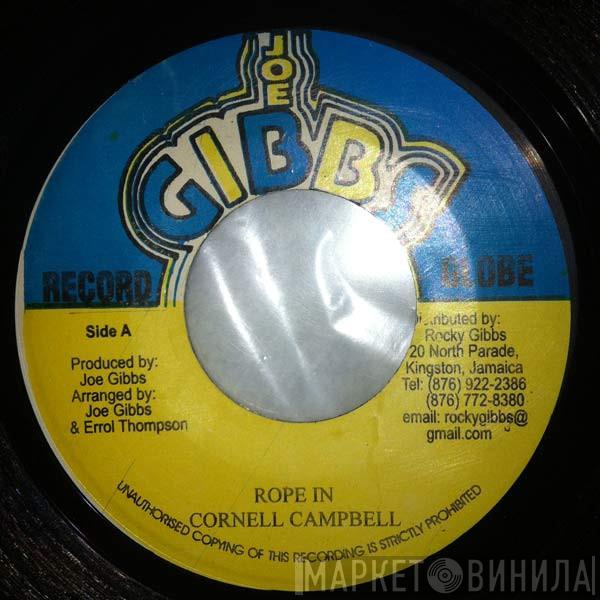 JOE
GIBBS
RECORD
GLOBE
Side A
Produced by:
Joe Gibbs
Arranged by:
Joe Gibbs
& Errol Thompson
Distributed by:
Rocky Gibbs
20 North Parade,
Kingston, Jamaica
Tel: (876) 922-2386
(876) 772-8380
email: rockygibbs@
gmail.com
ROPE IN
CORNELL CAMPBELL
UNAUTHORISED COPYING OF THIS RECORDING IS STRICTLY PROHIBITED
МАРКЕТ ВИНИЛА